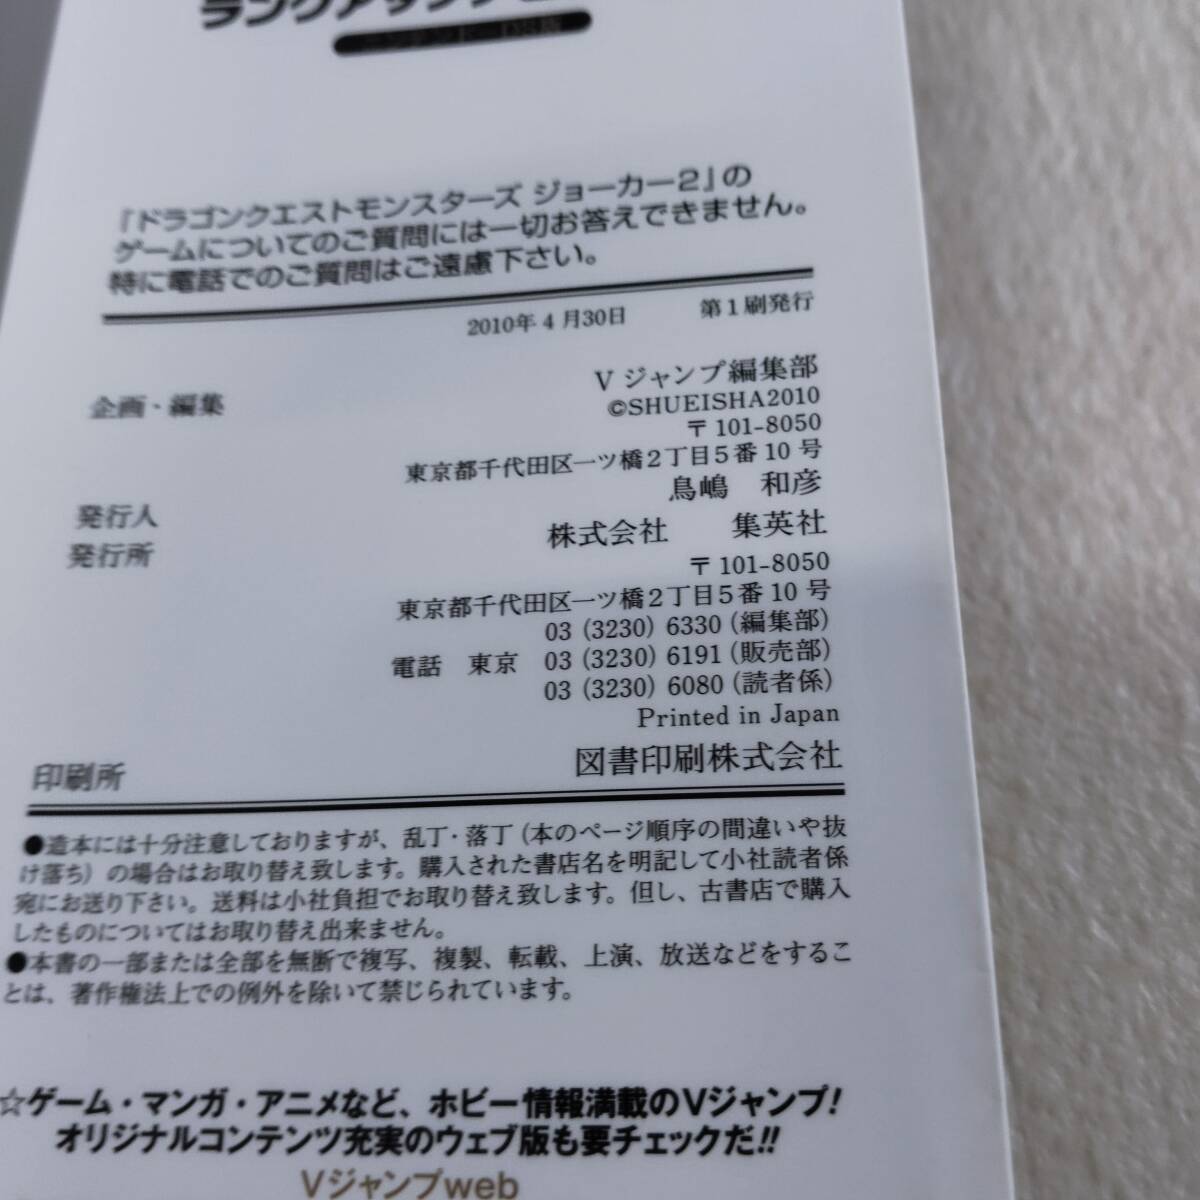 『ドラゴンクエストモンスターズ ジョーカー2』の
ゲームについてのご質問には一切お答えできません。
特に電話でのご質問はご遠慮下さい。
2010年4月30日 第1刷発行
企画・編集 Vジャンプ編集部
©SHUEISHA2010
〒101-8050
東京都千代田区一ツ橋2丁目5番10号
発行人 鳥嶋 和彦
発行所 株式会社 集英社
〒101-8050
東京都千代田区一ツ橋2丁目5番10号
03 (3230) 6330 (編集部)
電話 東京 03 (3230) 6191 (販売部)
03 (3230) 6080 (読者係)
Printed in Japan
印刷所 図書印刷株式会社
●造本には十分注意しておりますが、乱丁・落丁 (本のページ順序の間違いや抜
け落ち) の場合はお取り替え致します。購入された書店名を明記して小社読者係
宛にお送り下さい。送料は小社負担でお取り替え致します。但し、古書店で購入
したものについてはお取り替え出来ません。
●本書の一部または全部を無断で複写、複製、転載、上演、放送などをするこ
とは、著作権法上での例外を除いて禁じられています。
☆ゲーム・マンガ・アニメなど、ホビー情報満載のVジャンプ!
オリジナルコンテンツ充実のウェブ版も要チェックだ!!
Vジャンプweb